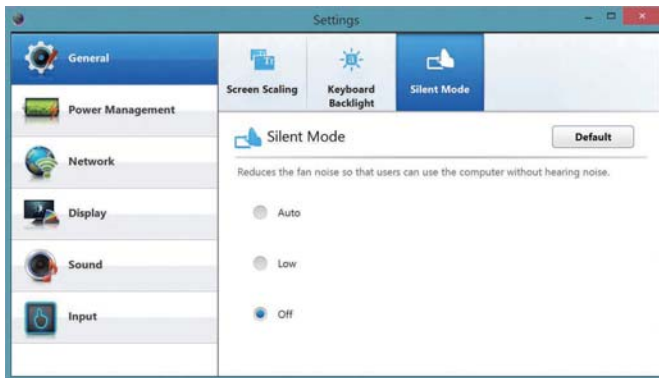 Settings
General
Power Management
Network
Display
Sound
Input
Screen Scaling
Keyboard
Backlight
Silent Mode
Silent Mode
Default
Reduces the fan noise so that users can use the computer without hearing noise.
Auto
Low
Off